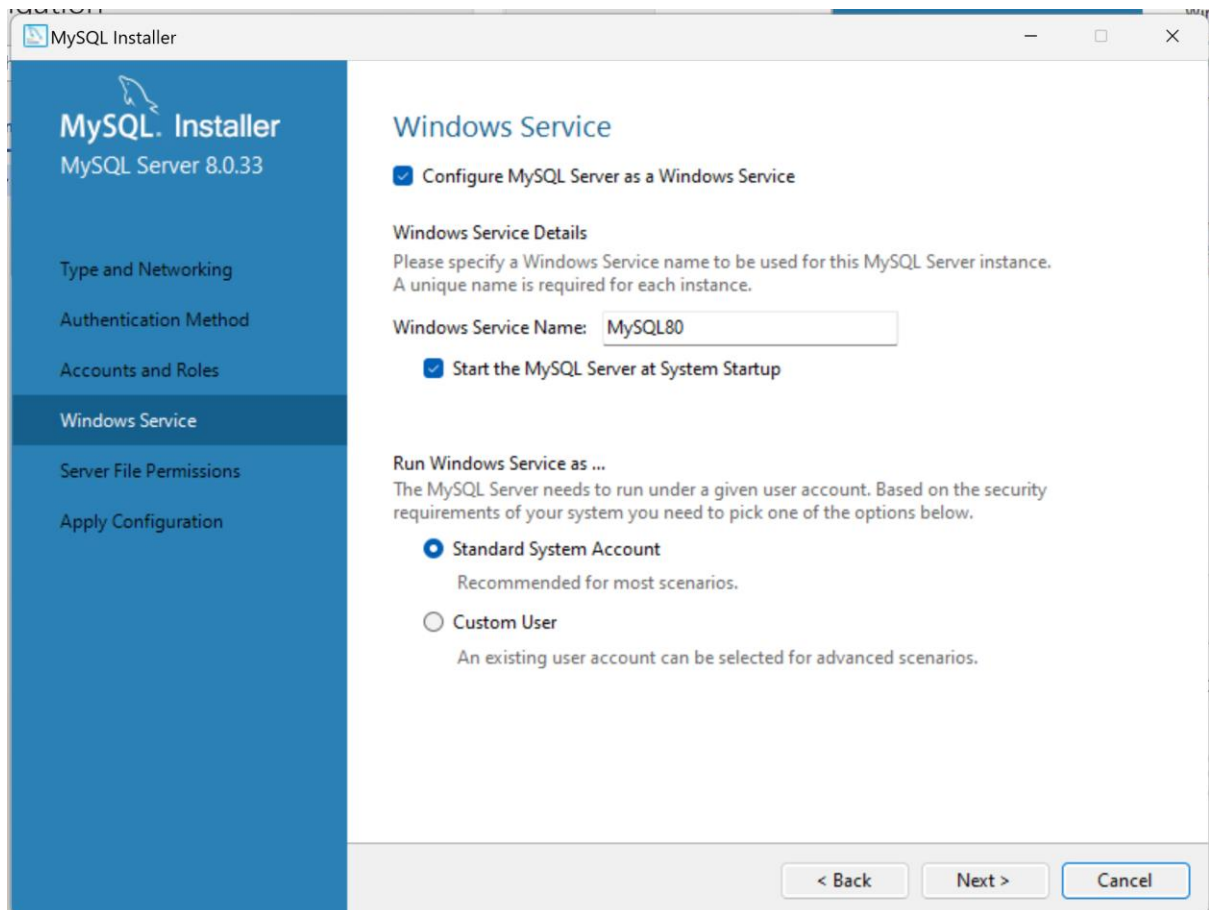 MySQL Installer
MySQL. Installer
MySQL Server 8.0.33
Type and Networking
Authentication Method
Accounts and Roles
Windows Service
Server File Permissions
Apply Configuration
Windows Service
Configure MySQL Server as a Windows Service
Windows Service Details
Please specify a Windows Service name to be used for this MySQL Server instance.
A unique name is required for each instance.
Windows Service Name: MySQL80
Start the MySQL Server at System Startup
Run Windows Service as ...
The MySQL Server needs to run under a given user account. Based on the security
requirements of your system you need to pick one of the options below.
Standard System Account
Recommended for most scenarios.
Custom User
An existing user account can be selected for advanced scenarios.
< Back Next > Cancel